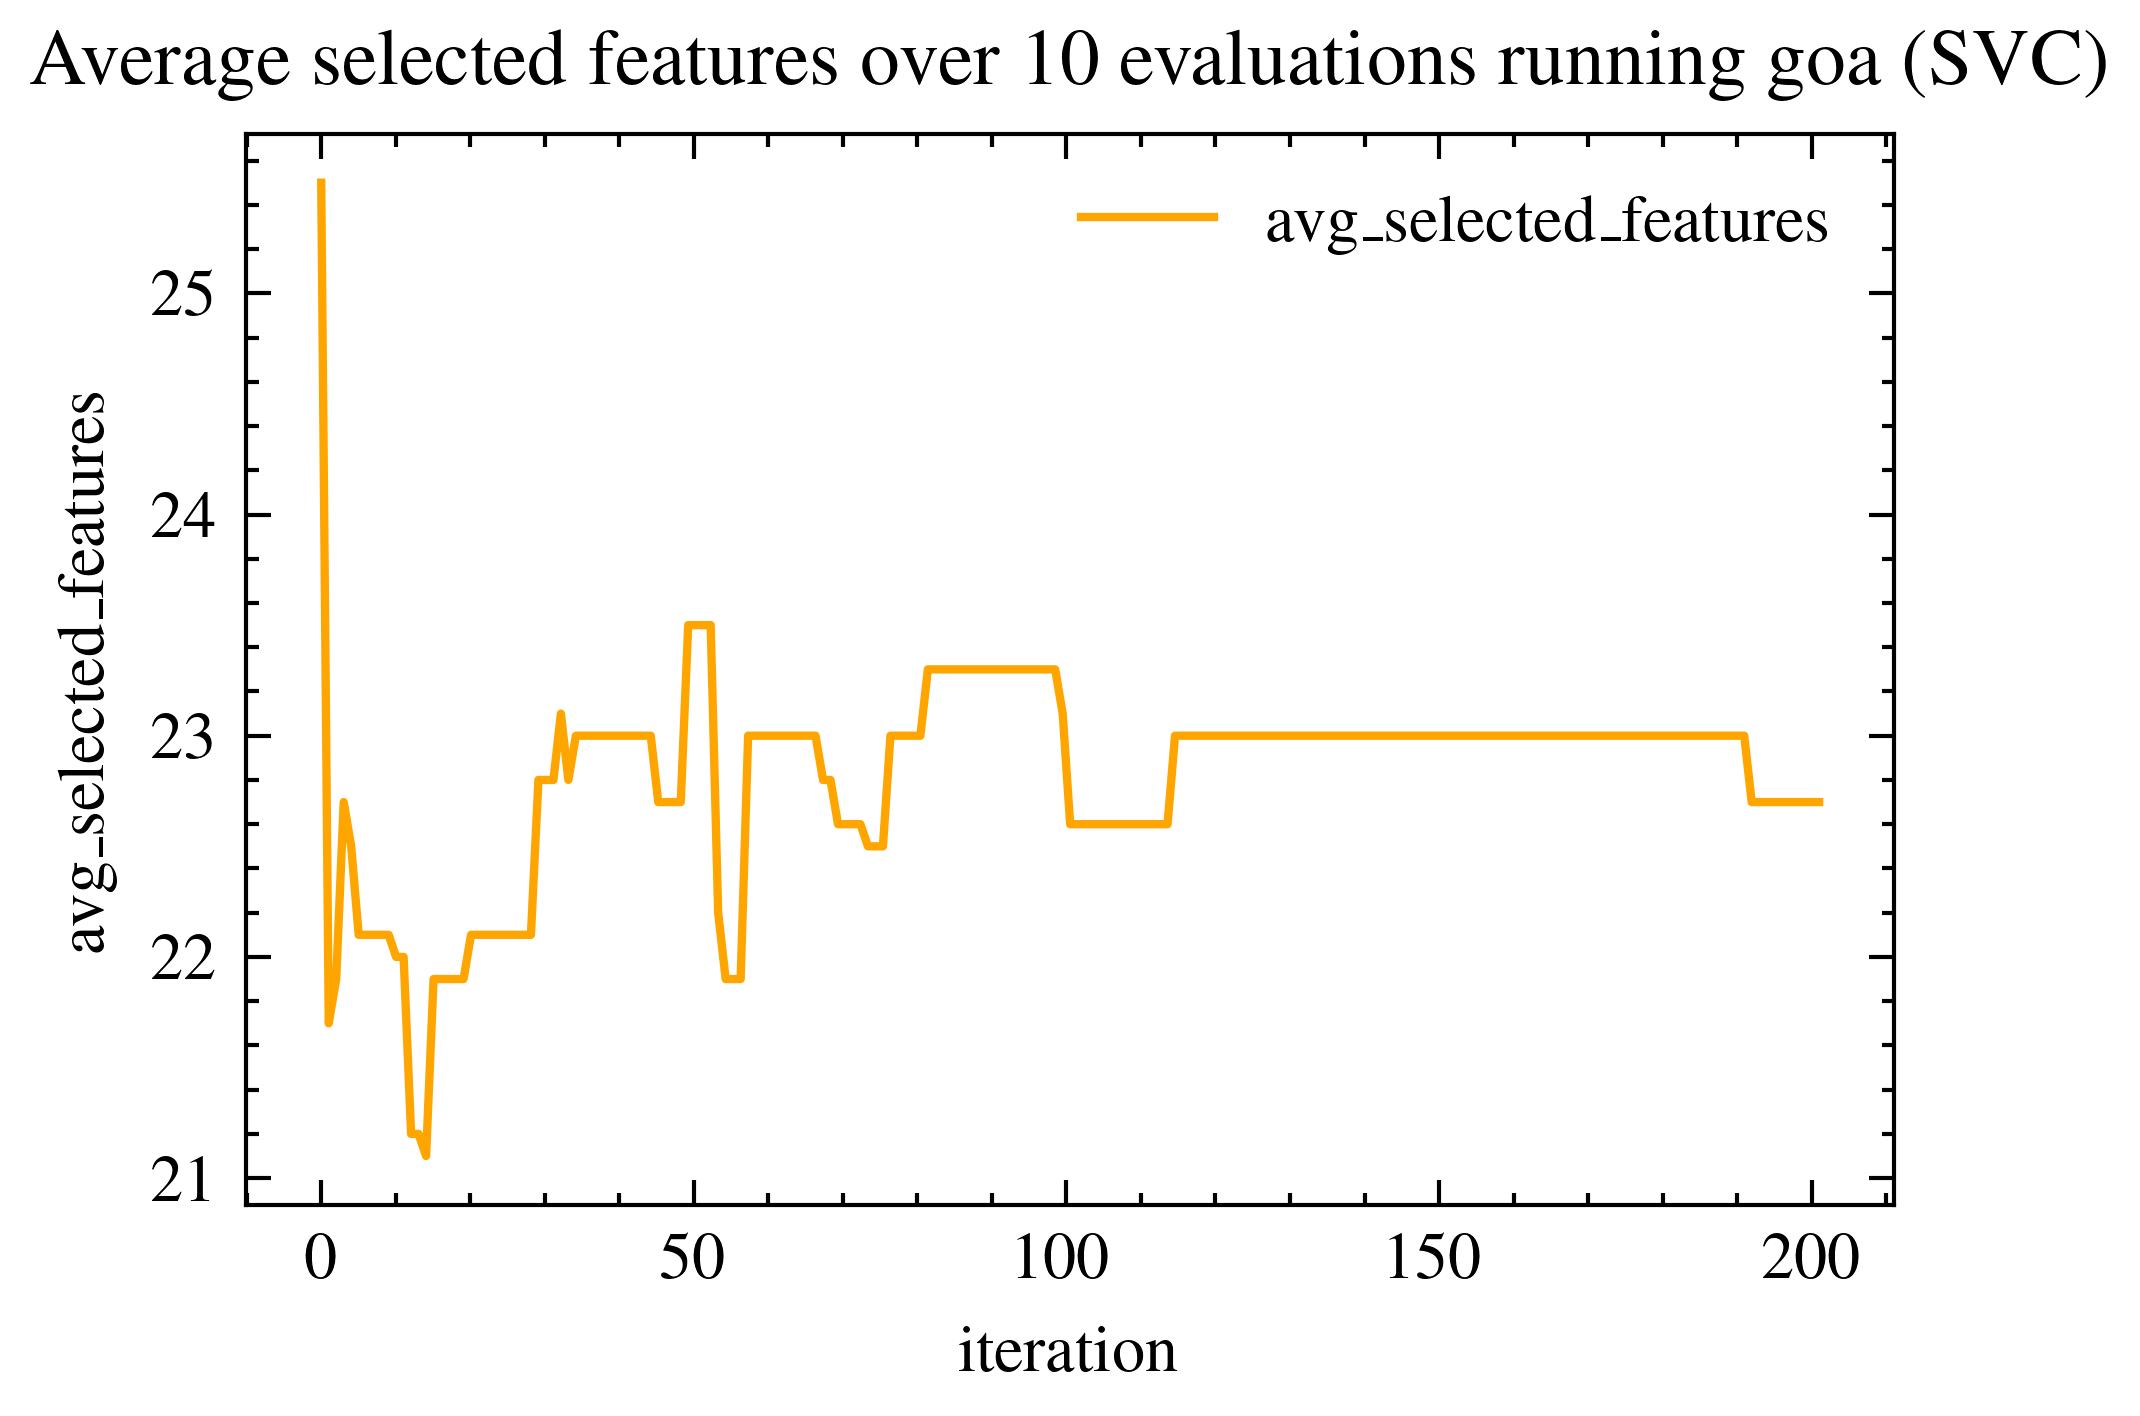 Average selected features over 10 evaluations running goa (SVC)
avg_selected_features
avg_selected_features
25
24
23
22
21
0 50 100 150 200
iteration